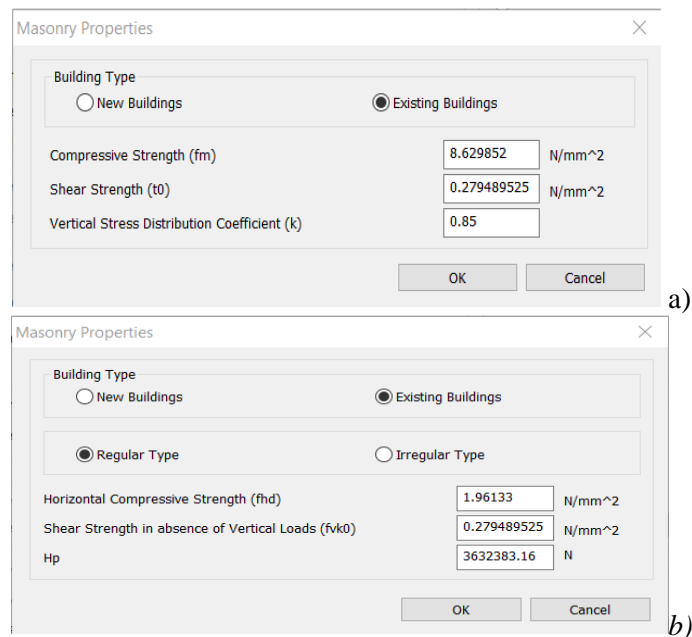 Masonry Properties
Building Type
New Buildings Existing Buildings
Compressive Strength (fm) 8.629852 N/mm^2
Shear Strength (t0) 0.279489525 N/mm^2
Vertical Stress Distribution Coefficient (k) 0.85
OK Cancel
a)
Masonry Properties
Building Type
New Buildings Existing Buildings
Regular Type Irregular Type
Horizontal Compressive Strength (fhd) 1.96133 N/mm^2
Shear Strength in absence of Vertical Loads (fvk0) 0.279489525 N/mm^2
Hp 3632383.16 N
OK Cancel
b)